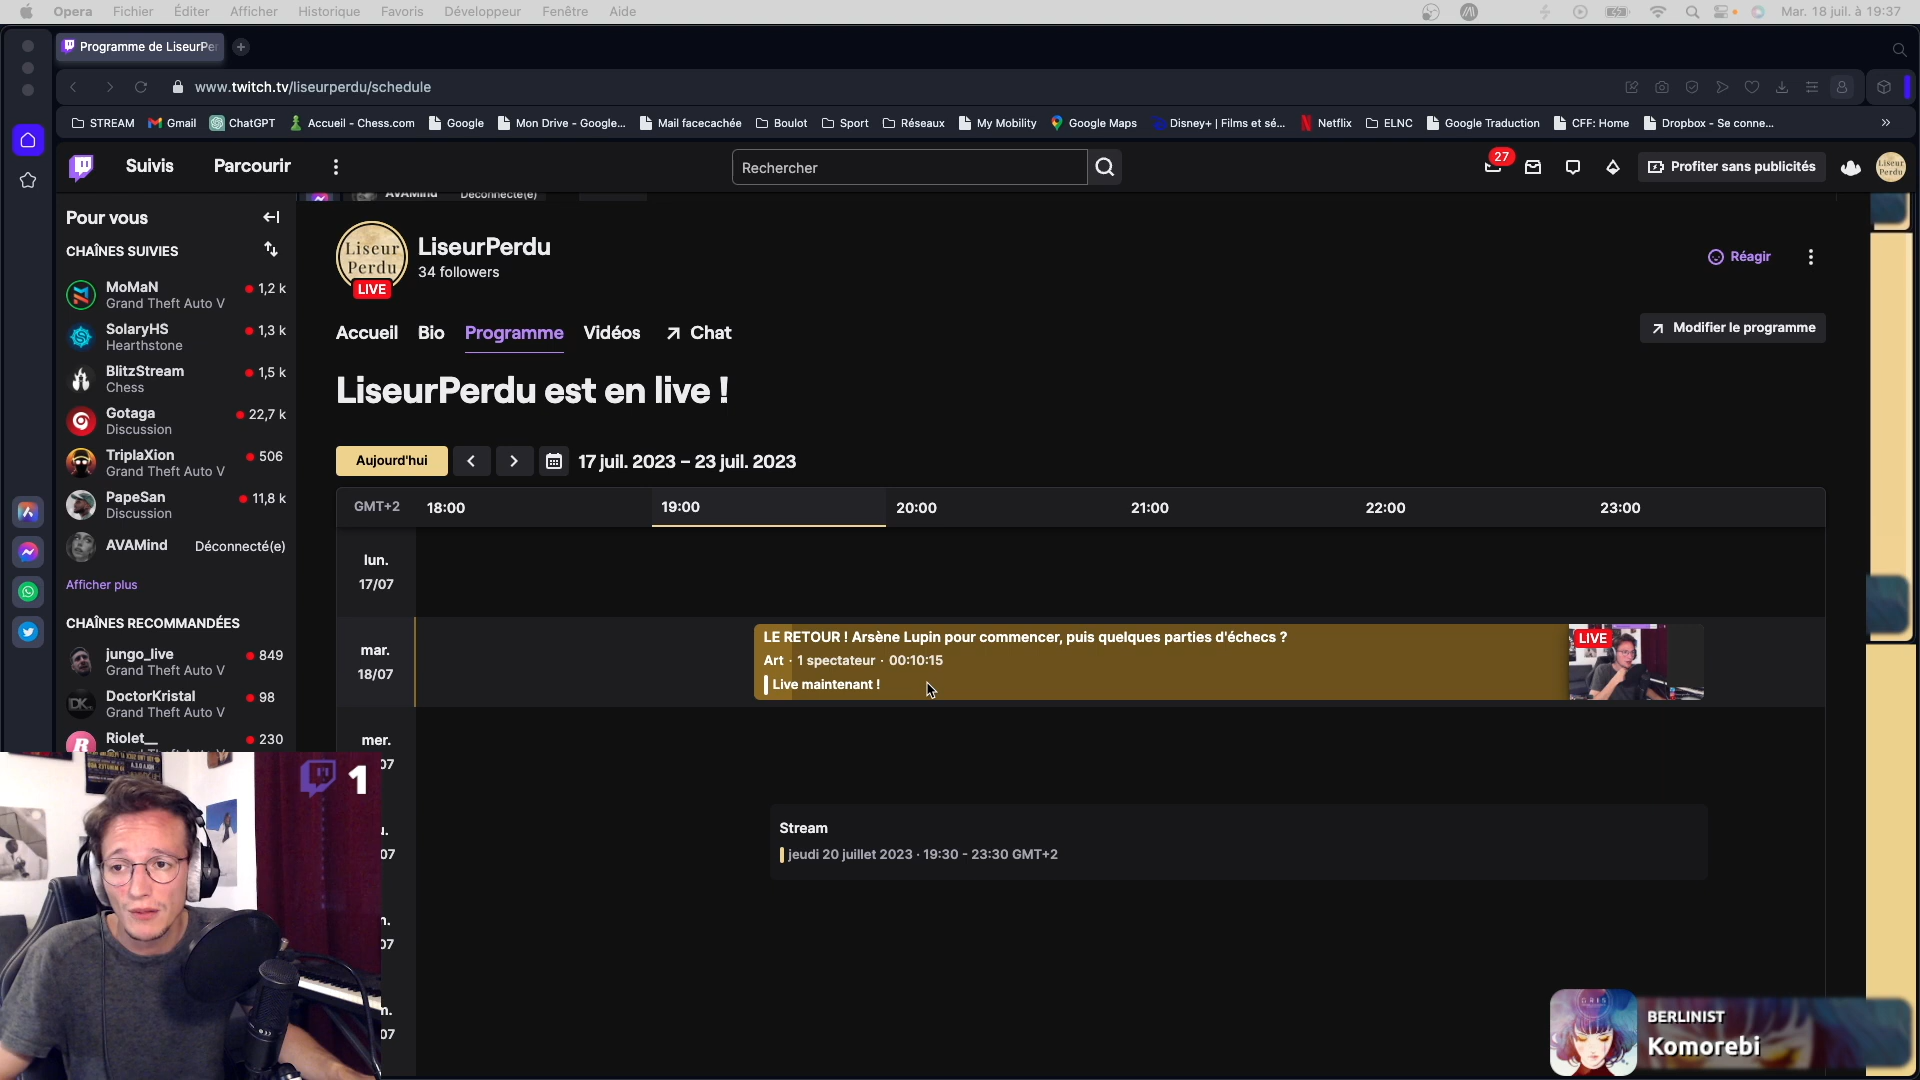 Opera Fichier Éditer Afficher Historique Favoris Développeur Fenêtre Aide
Mar. 18 juil. à 19:37
Programme de LiseurPer
www.twitch.tv/liseurperdu/schedule
STREAM Gmail ChatGPT Accueil - Chess.com Google Mon Drive - Google... Mail facecachée Boulot Sport Réseaux My Mobility Google Maps Disney+ | Films et sé... Netflix ELNC Google Traduction CFF: Home Dropbox - Se conne... »
Suivis Parcourir Rechercher 27 Profiter sans publicités
Liseur Perdu
AVAMind Déconnecté(e)
Pour vous
CHAÎNES SUIVIES
MoMaN 1,2 k
Grand Theft Auto V
SolaryHS 1,3 k
Hearthstone
BlitzStream 1,5 k
Chess
Gotaga 22,7 k
Discussion
TriplaXion 506
Grand Theft Auto V
PapeSan 11,8 k
Discussion
AVAMind Déconnecté(e)
Afficher plus
CHAÎNES RECOMMANDÉES
jungo_live 849
Grand Theft Auto V
DoctorKristal 98
Grand Theft Auto V
Riolet__ 230
Liseur
Perdu
LIVE
LiseurPerdu
34 followers
Réagir
Accueil Bio Programme Vidéos Chat
Modifier le programme
LiseurPerdu est en live !
Aujourd'hui 17 juil. 2023 – 23 juil. 2023
GMT+2 18:00 19:00 20:00 21:00 22:00 23:00
lun.
17/07
mar.
18/07
LE RETOUR ! Arsène Lupin pour commencer, puis quelques parties d'échecs ?
Art · 1 spectateur · 00:10:15
Live maintenant !
LIVE
mer.
07
Stream
jeudi 20 juillet 2023 · 19:30 - 23:30 GMT+2
07
07
07
1
GRIS
BERLINIST
Komorebi